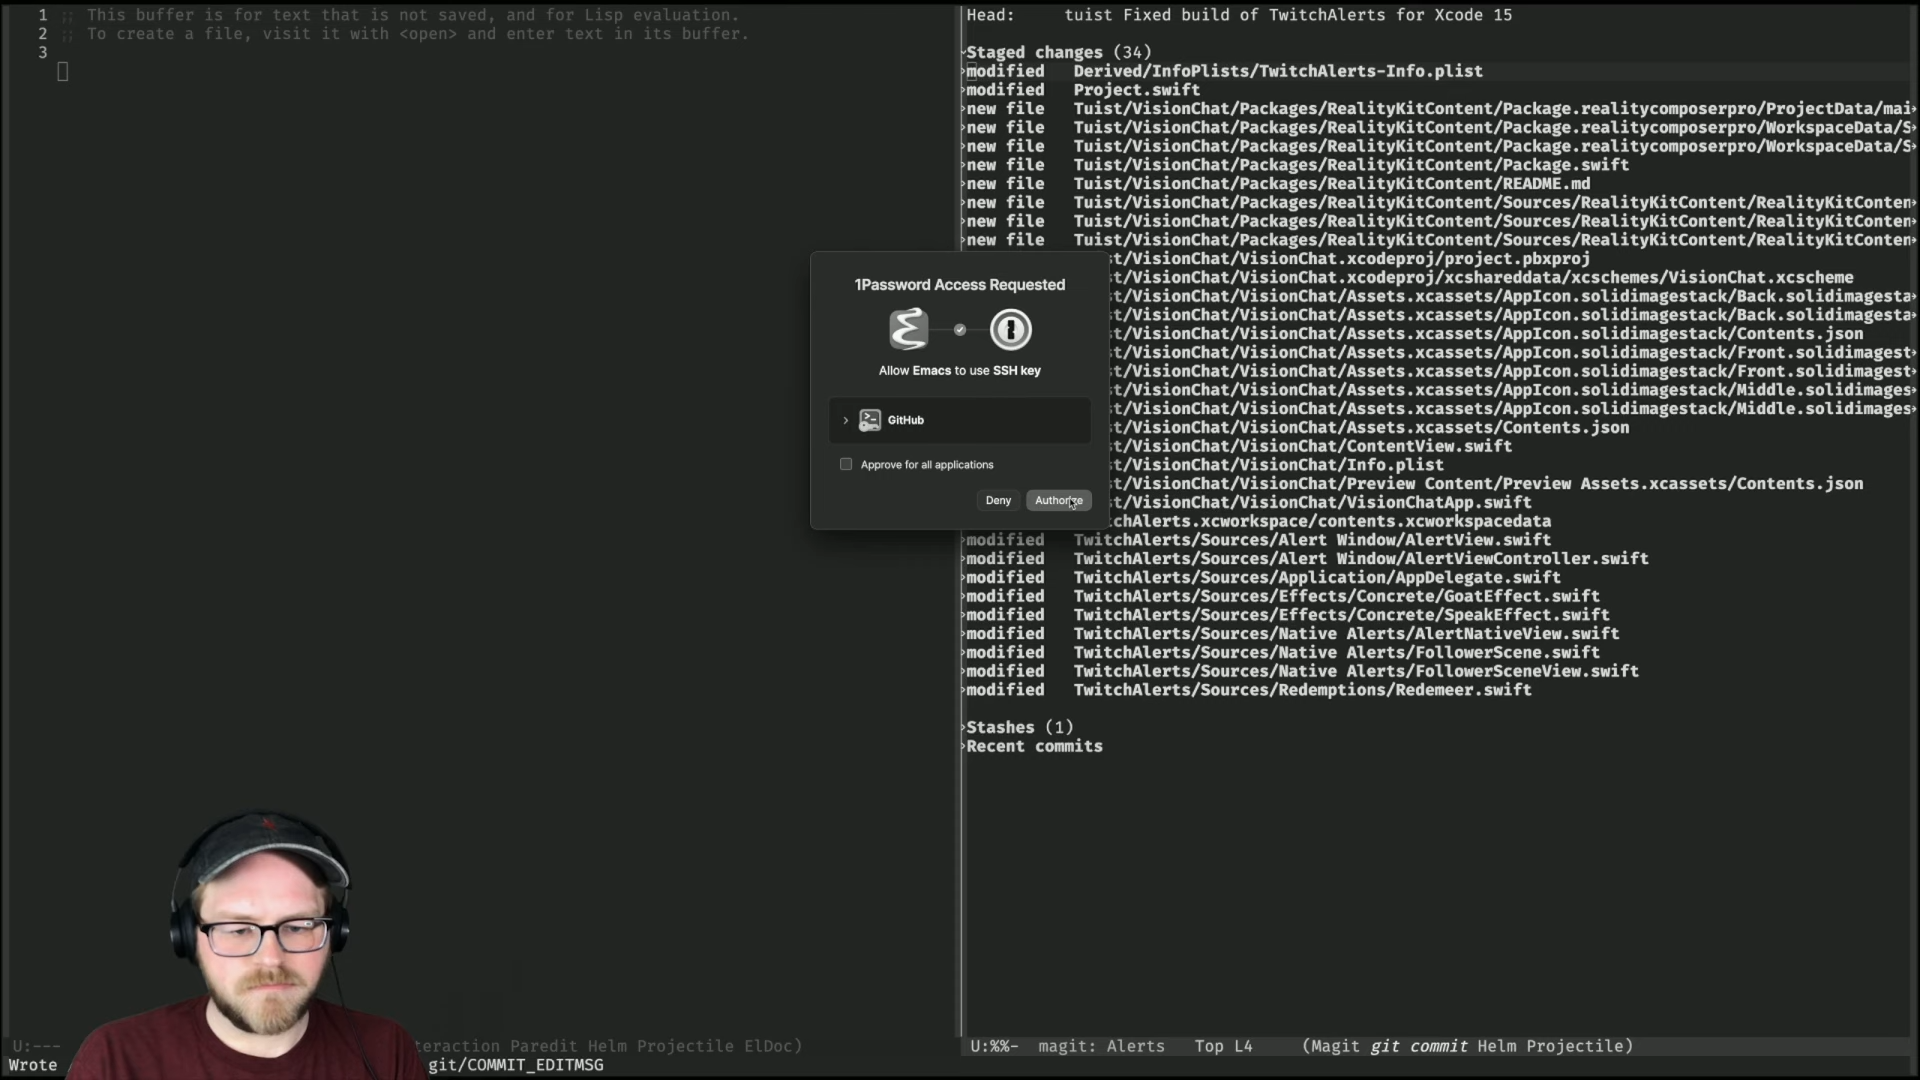 1 ;; This buffer is for text that is not saved, and for Lisp evaluation.
2 ;; To create a file, visit it with <open> and enter text in its buffer.
3
U:---
teraction Paredit Helm Projectile ElDoc)
Head: tuist Fixed build of TwitchAlerts for Xcode 15
Staged changes (34)
modified Derived/InfoPlists/TwitchAlerts-Info.plist
modified Project.swift
new file Tuist/VisionChat/Packages/RealityKitContent/Package.realitycomposerpro/ProjectData/mai
new file Tuist/VisionChat/Packages/RealityKitContent/Package.realitycomposerpro/WorkspaceData/S
new file Tuist/VisionChat/Packages/RealityKitContent/Package.realitycomposerpro/WorkspaceData/S
new file Tuist/VisionChat/Packages/RealityKitContent/Package.swift
new file Tuist/VisionChat/Packages/RealityKitContent/README.md
new file Tuist/VisionChat/Packages/RealityKitContent/Sources/RealityKitContent/RealityKitConten
new file Tuist/VisionChat/Packages/RealityKitContent/Sources/RealityKitContent/RealityKitConten
new file Tuist/VisionChat/Packages/RealityKitContent/Sources/RealityKitContent/RealityKitConten
st/VisionChat/VisionChat.xcodeproj/project.pbxproj
st/VisionChat/VisionChat.xcodeproj/xcshareddata/xcschemes/VisionChat.xcscheme
st/VisionChat/VisionChat/Assets.xcassets/AppIcon.solidimagestack/Back.solidimagesta
st/VisionChat/VisionChat/Assets.xcassets/AppIcon.solidimagestack/Back.solidimagesta
st/VisionChat/VisionChat/Assets.xcassets/AppIcon.solidimagestack/Contents.json
st/VisionChat/VisionChat/Assets.xcassets/AppIcon.solidimagestack/Front.solidimagest
st/VisionChat/VisionChat/Assets.xcassets/AppIcon.solidimagestack/Front.solidimagest
st/VisionChat/VisionChat/Assets.xcassets/AppIcon.solidimagestack/Middle.solidimages
st/VisionChat/VisionChat/Assets.xcassets/AppIcon.solidimagestack/Middle.solidimages
st/VisionChat/VisionChat/Assets.xcassets/Contents.json
st/VisionChat/VisionChat/ContentView.swift
st/VisionChat/VisionChat/Info.plist
st/VisionChat/VisionChat/Preview Content/Preview Assets.xcassets/Contents.json
st/VisionChat/VisionChat/VisionChatApp.swift
tchAlerts.xcworkspace/contents.xcworkspacedata
modified TwitchAlerts/Sources/Alert Window/AlertView.swift
modified TwitchAlerts/Sources/Alert Window/AlertViewController.swift
modified TwitchAlerts/Sources/Application/AppDelegate.swift
modified TwitchAlerts/Sources/Effects/Concrete/GoatEffect.swift
modified TwitchAlerts/Sources/Effects/Concrete/SpeakEffect.swift
modified TwitchAlerts/Sources/Native Alerts/AlertNativeView.swift
modified TwitchAlerts/Sources/Native Alerts/FollowerScene.swift
modified TwitchAlerts/Sources/Native Alerts/FollowerSceneView.swift
modified TwitchAlerts/Sources/Redemptions/Redemeer.swift
Stashes (1)
Recent commits
U:%%- magit: Alerts Top L4 (Magit git commit Helm Projectile)
1Password Access Requested
Allow Emacs to use SSH key
GitHub
Approve for all applications
Deny
Authorize
Wrote git/COMMIT_EDITMSG